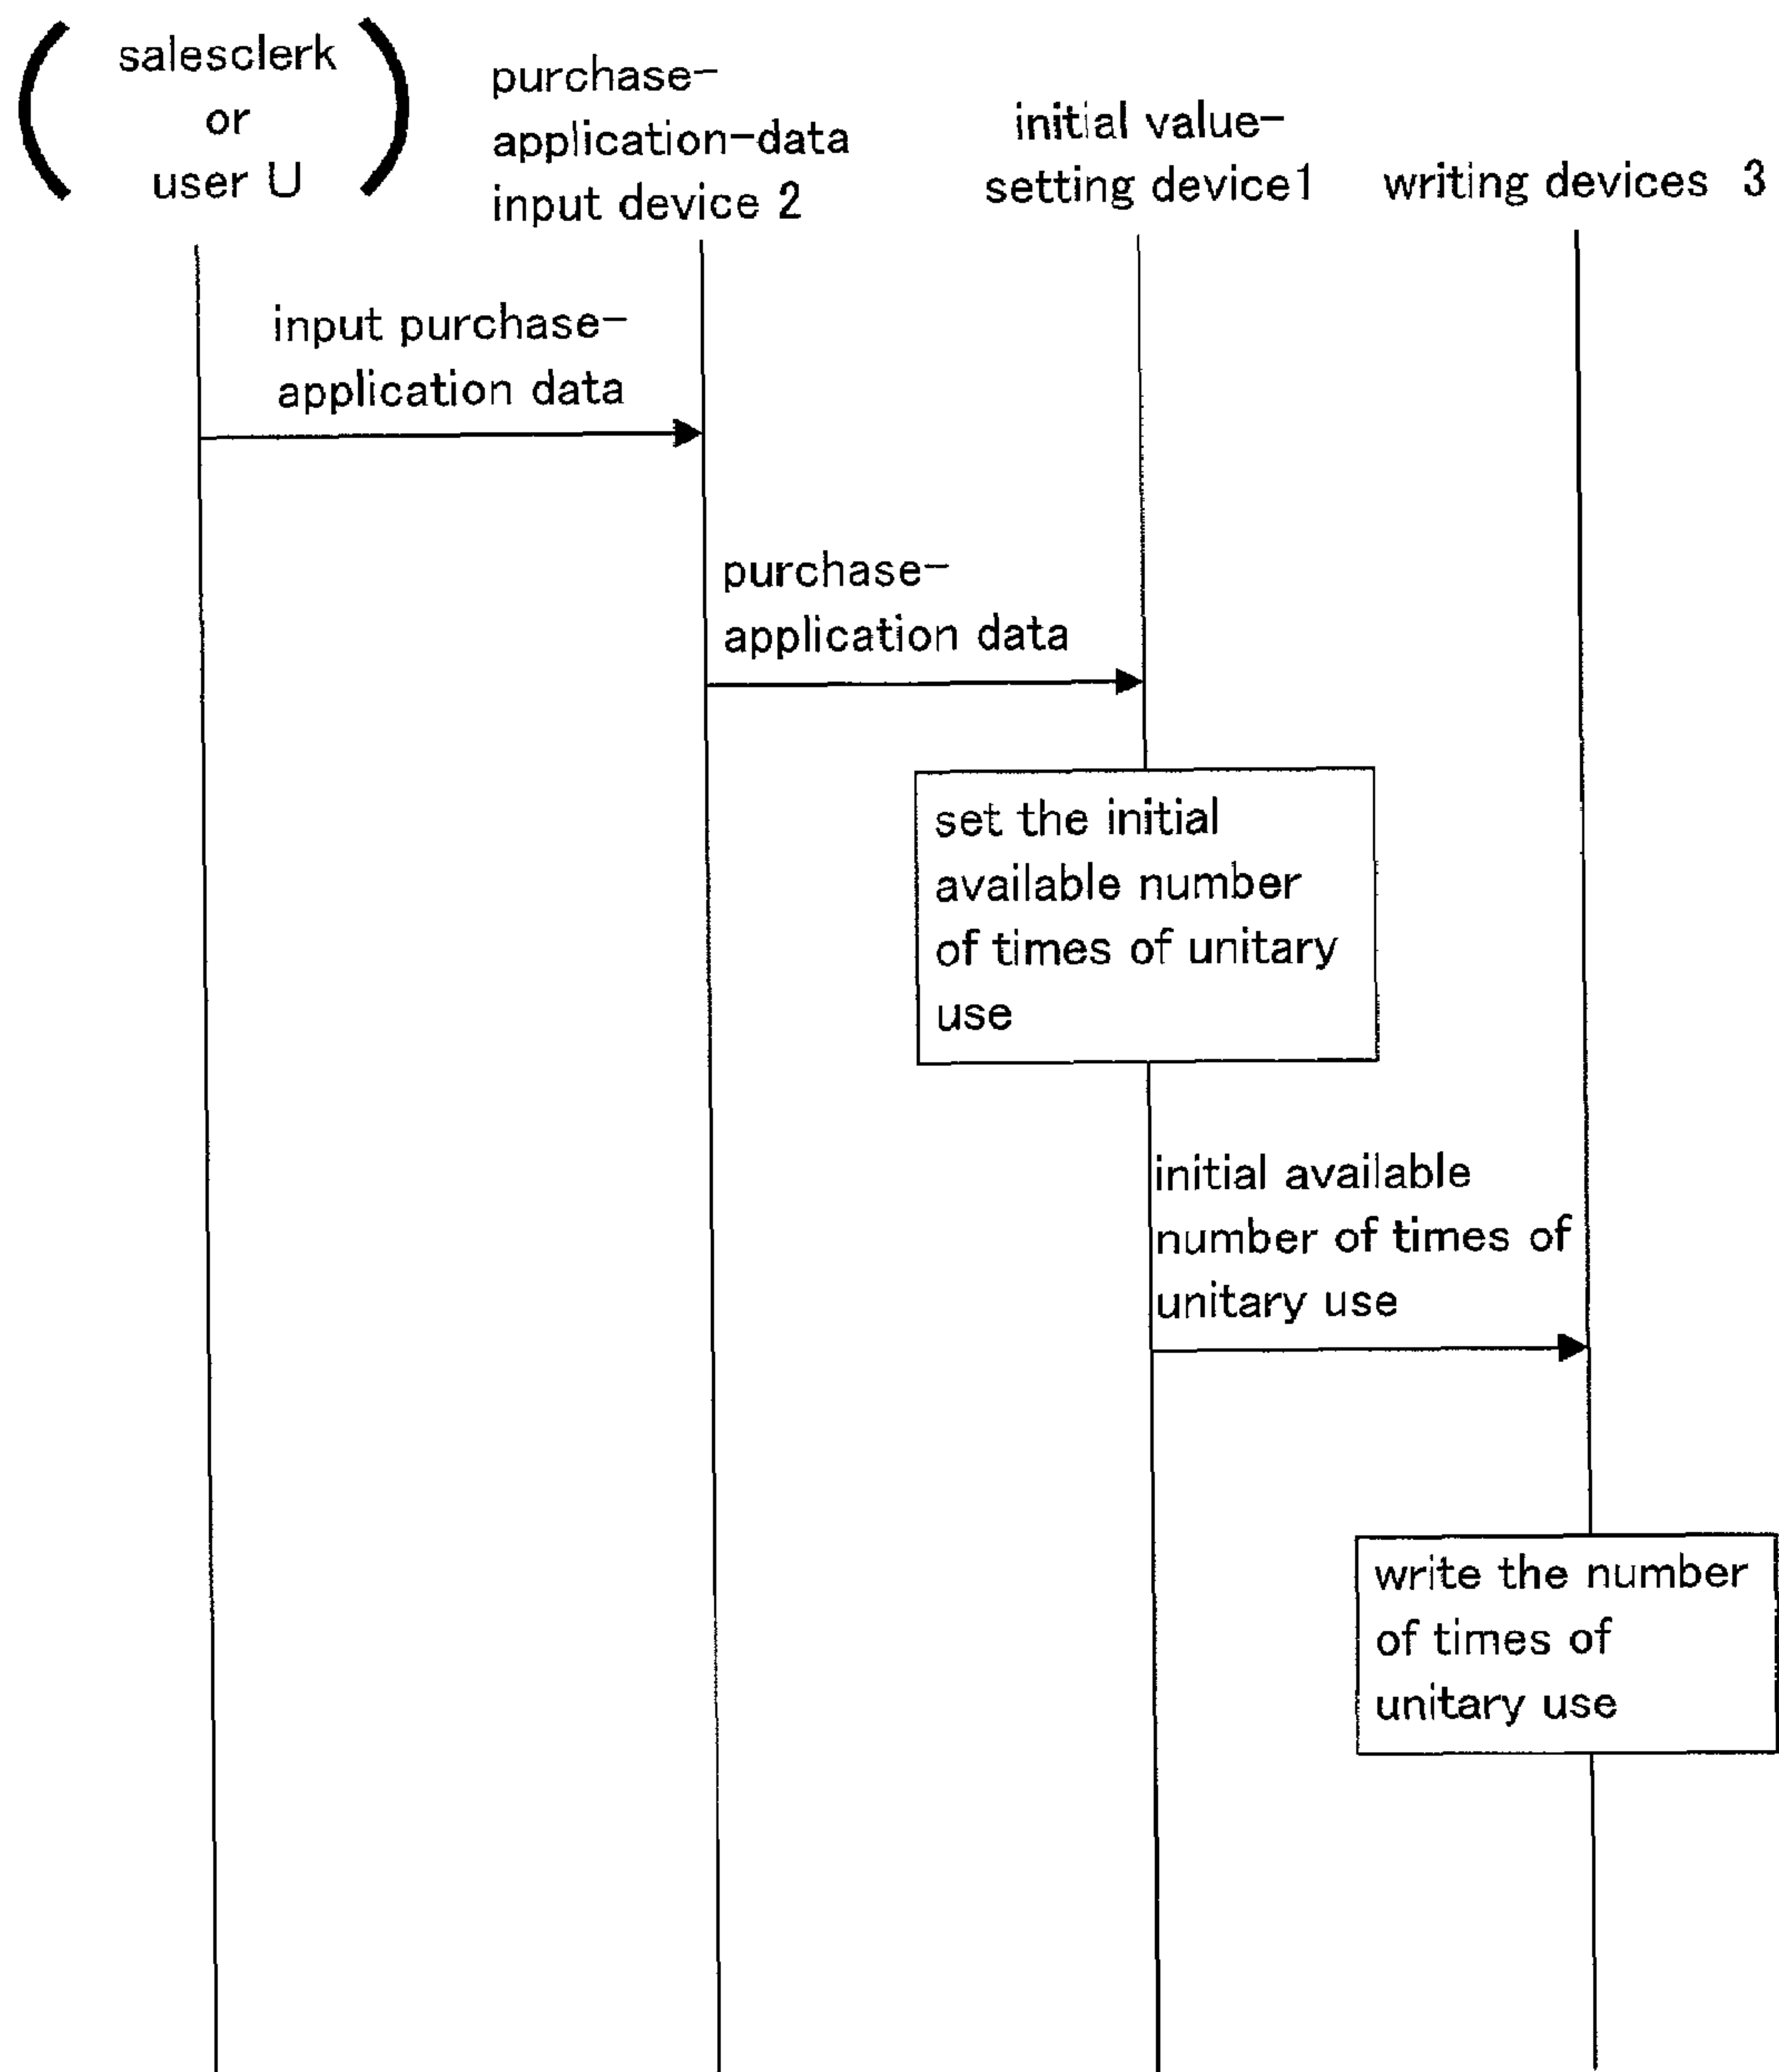 salesclerk
or
user U
purchase-
application-data
input device 2
initial value-
setting device1
writing devices 3
input purchase-
application data
purchase-
application data
set the initial
available number
of times of unitary
use
initial available
number of times of
unitary use
write the number
of times of
unitary use